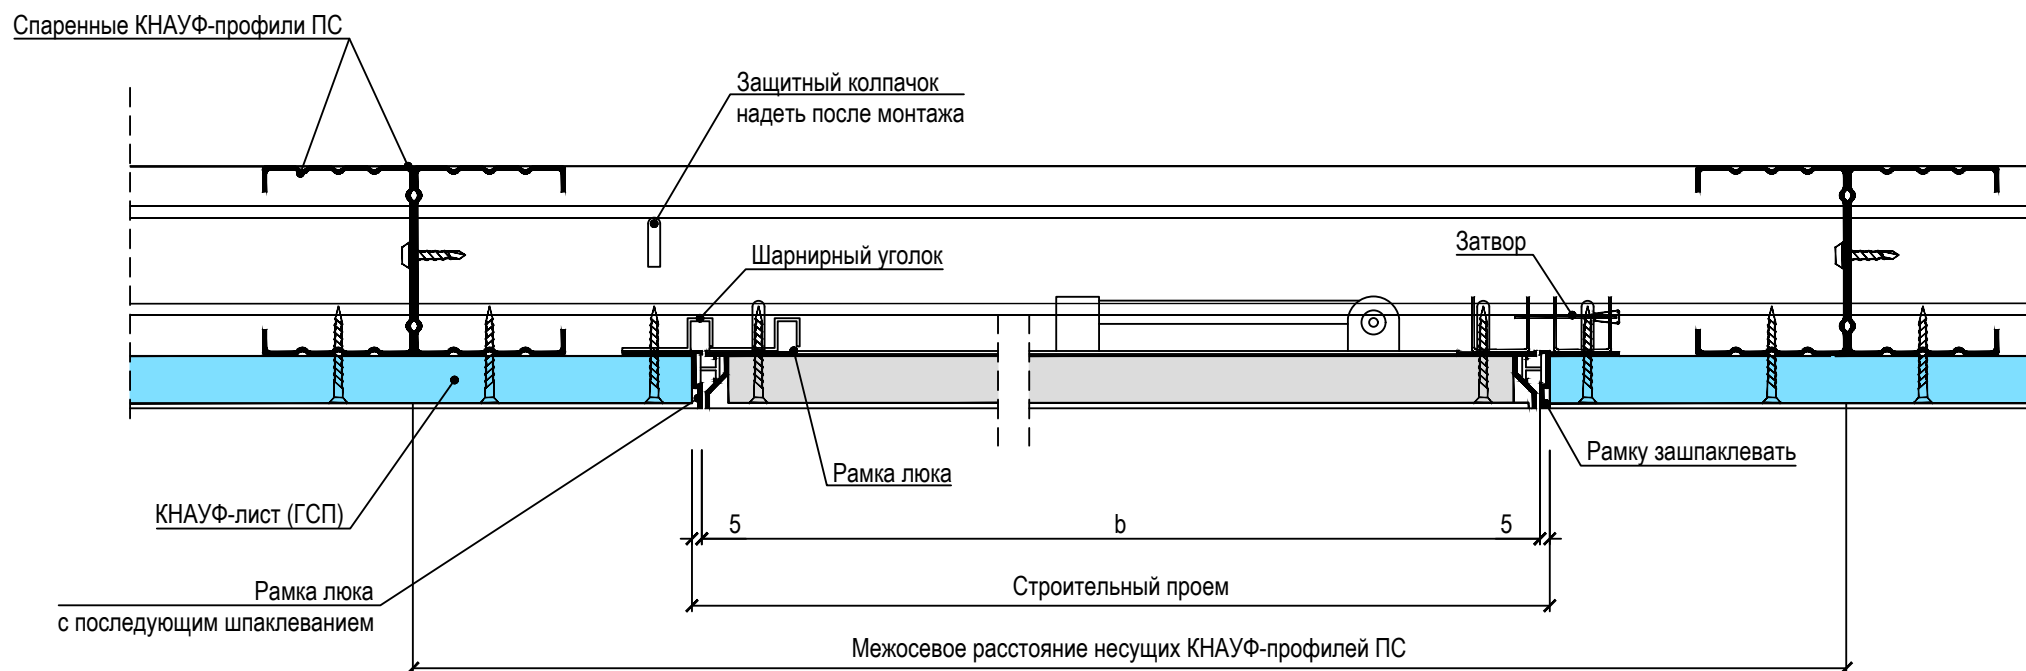 Спаренные КНАУФ-профили ПС
Защитный колпачок
надеть после монтажа
Шарнирный уголок
Затвор
Рамка люка
Рамку зашпаклевать
КНАУФ-лист (ГСП)
5
b
5
Рамка люка
с последующим шпаклеванием
Строительный проем
Межосевое расстояние несущих КНАУФ-профилей ПС